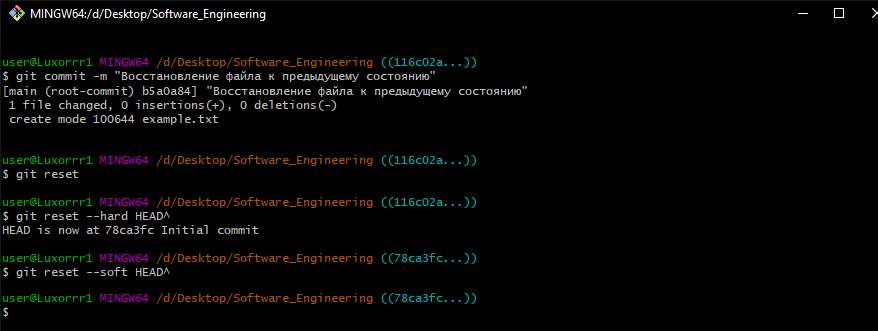 MINGW64:/d/Desktop/Software_Engineering
user@Luxorrr1 MINGW64 /d/Desktop/Software_Engineering ((116c02a...))
$ git commit -m "Восстановление файла к предыдущему состоянию"
[main (root-commit) b5a0a84] "Восстановление файла к предыдущему состоянию"
 1 file changed, 0 insertions(+), 0 deletions(-)
 create mode 100644 example.txt
user@Luxorrr1 MINGW64 /d/Desktop/Software_Engineering ((116c02a...))
$ git reset
user@Luxorrr1 MINGW64 /d/Desktop/Software_Engineering ((116c02a...))
$ git reset --hard HEAD^
HEAD is now at 78ca3fc Initial commit
user@Luxorrr1 MINGW64 /d/Desktop/Software_Engineering ((78ca3fc...))
$ git reset --soft HEAD^
user@Luxorrr1 MINGW64 /d/Desktop/Software_Engineering ((78ca3fc...))
$